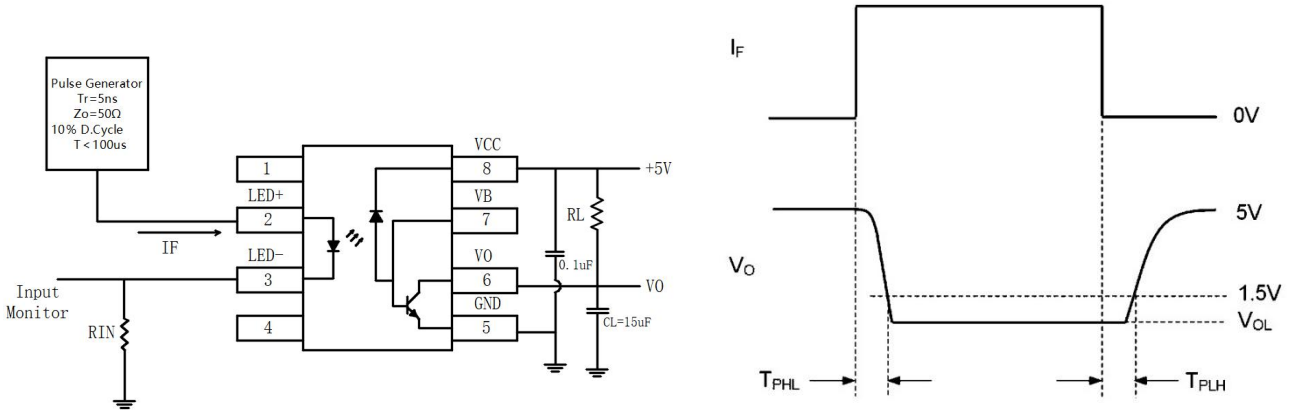 Pulse Generator
Tr=5ns
Zo=50Ω
10% D.Cycle
T<100us
1
LED+
2
IF
LED-
3
4
Input
Monitor
RIN
VCC
8
+5V
VB
7
RL
VO
6
0.1uF
VO
GND
5
CL=15uF
IF
0V
5V
VO
1.5V
VOL
TPHL
TPLH